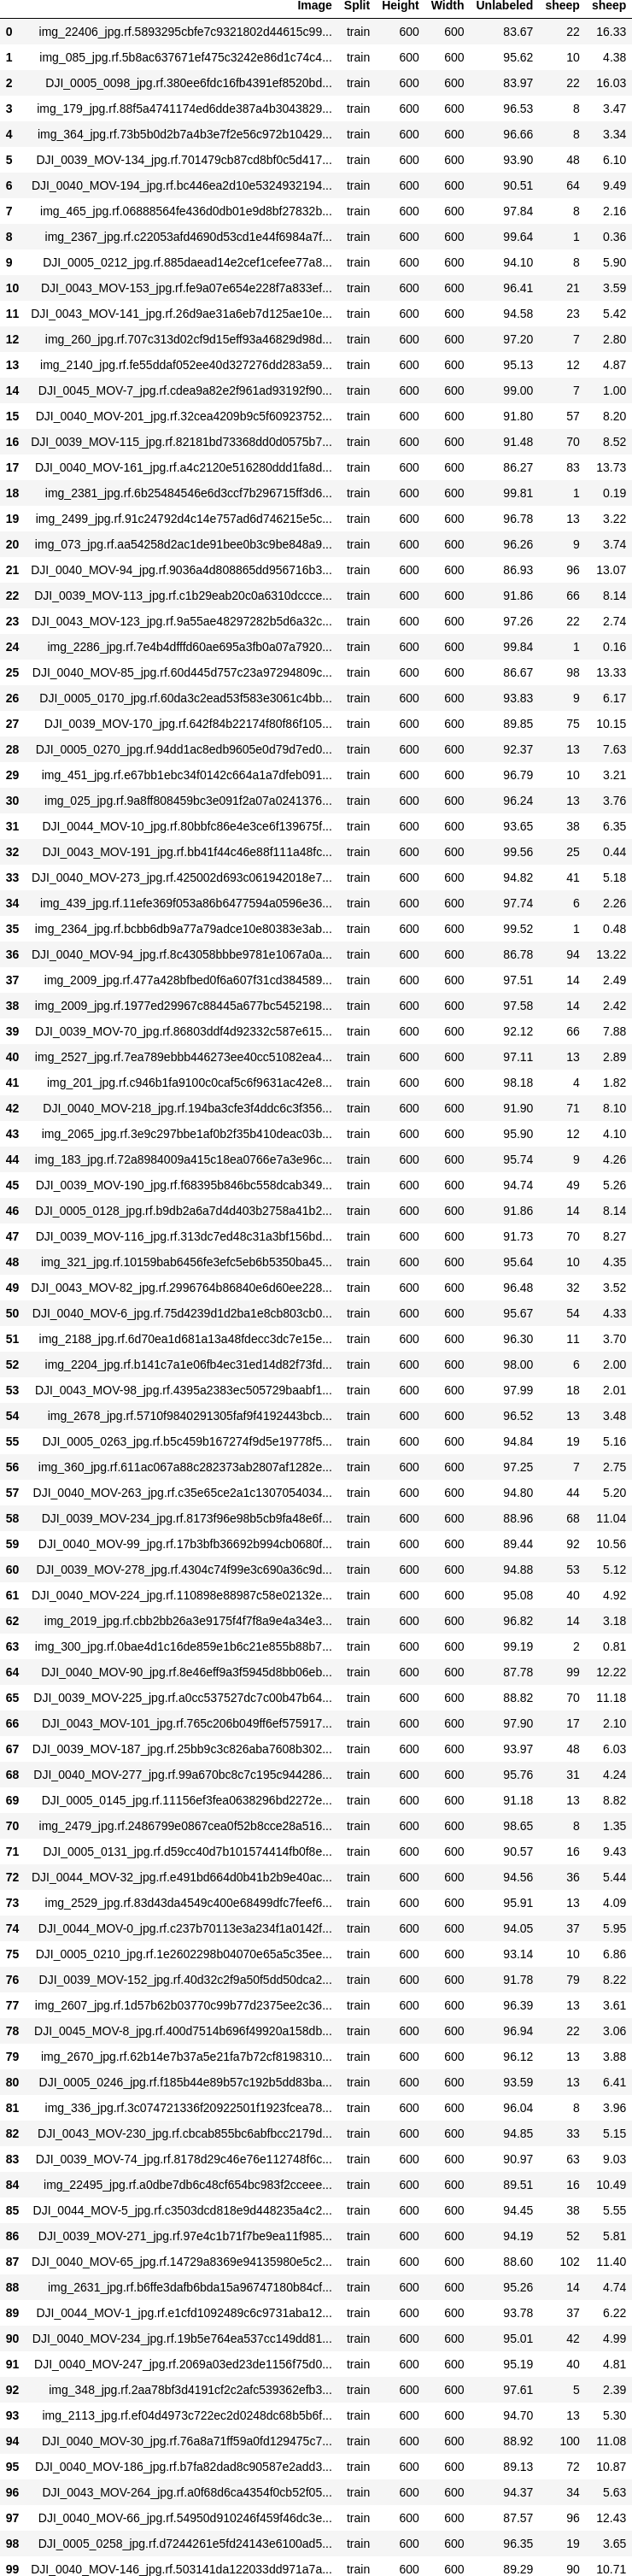 Image Split Height Width Unlabeled sheep sheep
0 img_22406_jpg.rf.5893295cbfe7c9321802d44615c99... train 600 600 83.67 22 16.33
1 img_085_jpg.rf.5b8ac637671ef475c3242e86d1c74c4... train 600 600 95.62 10 4.38
2 DJI_0005_0098_jpg.rf.380ee6fdc16fb4391ef8520bd... train 600 600 83.97 22 16.03
3 img_179_jpg.rf.88f5a4741174ed6dde387a4b3043829... train 600 600 96.53 8 3.47
4 img_364_jpg.rf.73b5b0d2b7a4b3e7f2e56c972b10429... train 600 600 96.66 8 3.34
5 DJI_0039_MOV-134_jpg.rf.701479cb87cd8bf0c5d417... train 600 600 93.90 48 6.10
6 DJI_0040_MOV-194_jpg.rf.bc446ea2d10e5324932194... train 600 600 90.51 64 9.49
7 img_465_jpg.rf.06888564fe436d0db01e9d8bf27832b... train 600 600 97.84 8 2.16
8 img_2367_jpg.rf.c22053afd4690d53cd1e44f6984a7f... train 600 600 99.64 1 0.36
9 DJI_0005_0212_jpg.rf.885daead14e2cef1cefee77a8... train 600 600 94.10 8 5.90
10 DJI_0043_MOV-153_jpg.rf.fe9a07e654e228f7a833ef... train 600 600 96.41 21 3.59
11 DJI_0043_MOV-141_jpg.rf.26d9ae31a6eb7d125ae10e... train 600 600 94.58 23 5.42
12 img_260_jpg.rf.707c313d02cf9d15eff93a46829d98d... train 600 600 97.20 7 2.80
13 img_2140_jpg.rf.fe55ddaf052ee40d327276dd283a59... train 600 600 95.13 12 4.87
14 DJI_0045_MOV-7_jpg.rf.cdea9a82e2f961ad93192f90... train 600 600 99.00 7 1.00
15 DJI_0040_MOV-201_jpg.rf.32cea4209b9c5f60923752... train 600 600 91.80 57 8.20
16 DJI_0039_MOV-115_jpg.rf.82181bd73368dd0d0575b7... train 600 600 91.48 70 8.52
17 DJI_0040_MOV-161_jpg.rf.a4c2120e516280ddd1fa8d... train 600 600 86.27 83 13.73
18 img_2381_jpg.rf.6b25484546e6d3ccf7b296715ff3d6... train 600 600 99.81 1 0.19
19 img_2499_jpg.rf.91c24792d4c14e757ad6d746215e5c... train 600 600 96.78 13 3.22
20 img_073_jpg.rf.aa54258d2ac1de91bee0b3c9be848a9... train 600 600 96.26 9 3.74
21 DJI_0040_MOV-94_jpg.rf.9036a4d808865dd956716b3... train 600 600 86.93 96 13.07
22 DJI_0039_MOV-113_jpg.rf.c1b29eab20c0a6310dccce... train 600 600 91.86 66 8.14
23 DJI_0043_MOV-123_jpg.rf.9a55ae48297282b5d6a32c... train 600 600 97.26 22 2.74
24 img_2286_jpg.rf.7e4b4dfffd60ae695a3fb0a07a7920... train 600 600 99.84 1 0.16
25 DJI_0040_MOV-85_jpg.rf.60d445d757c23a97294809c... train 600 600 86.67 98 13.33
26 DJI_0005_0170_jpg.rf.60da3c2ead53f583e3061c4bb... train 600 600 93.83 9 6.17
27 DJI_0039_MOV-170_jpg.rf.642f84b22174f80f86f105... train 600 600 89.85 75 10.15
28 DJI_0005_0270_jpg.rf.94dd1ac8edb9605e0d79d7ed0... train 600 600 92.37 13 7.63
29 img_451_jpg.rf.e67bb1ebc34f0142c664a1a7dfeb091... train 600 600 96.79 10 3.21
30 img_025_jpg.rf.9a8ff808459bc3e091f2a07a0241376... train 600 600 96.24 13 3.76
31 DJI_0044_MOV-10_jpg.rf.80bbfc86e4e3ce6f139675f... train 600 600 93.65 38 6.35
32 DJI_0043_MOV-191_jpg.rf.bb41f44c46e88f111a48fc... train 600 600 99.56 25 0.44
33 DJI_0040_MOV-273_jpg.rf.425002d693c061942018e7... train 600 600 94.82 41 5.18
34 img_439_jpg.rf.11efe369f053a86b6477594a0596e36... train 600 600 97.74 6 2.26
35 img_2364_jpg.rf.bcbb6db9a77a79adce10e80383e3ab... train 600 600 99.52 1 0.48
36 DJI_0040_MOV-94_jpg.rf.8c43058bbbe9781e1067a0a... train 600 600 86.78 94 13.22
37 img_2009_jpg.rf.477a428bfbed0f6a607f31cd384589... train 600 600 97.51 14 2.49
38 img_2009_jpg.rf.1977ed29967c88445a677bc5452198... train 600 600 97.58 14 2.42
39 DJI_0039_MOV-70_jpg.rf.86803ddf4d92332c587e615... train 600 600 92.12 66 7.88
40 img_2527_jpg.rf.7ea789ebbb446273ee40cc51082ea4... train 600 600 97.11 13 2.89
41 img_201_jpg.rf.c946b1fa9100c0caf5c6f9631ac42e8... train 600 600 98.18 4 1.82
42 DJI_0040_MOV-218_jpg.rf.194ba3cfe3f4ddc6c3f356... train 600 600 91.90 71 8.10
43 img_2065_jpg.rf.3e9c297bbe1af0b2f35b410deac03b... train 600 600 95.90 12 4.10
44 img_183_jpg.rf.72a8984009a415c18ea0766e7a3e96c... train 600 600 95.74 9 4.26
45 DJI_0039_MOV-190_jpg.rf.f68395b846bc558dcab349... train 600 600 94.74 49 5.26
46 DJI_0005_0128_jpg.rf.b9db2a6a7d4d403b2758a41b2... train 600 600 91.86 14 8.14
47 DJI_0039_MOV-116_jpg.rf.313dc7ed48c31a3bf156bd... train 600 600 91.73 70 8.27
48 img_321_jpg.rf.10159bab6456fe3efc5eb6b5350ba45... train 600 600 95.64 10 4.35
49 DJI_0043_MOV-82_jpg.rf.2996764b86840e6d60ee228... train 600 600 96.48 32 3.52
50 DJI_0040_MOV-6_jpg.rf.75d4239d1d2ba1e8cb803cb0... train 600 600 95.67 54 4.33
51 img_2188_jpg.rf.6d70ea1d681a13a48fdecc3dc7e15e... train 600 600 96.30 11 3.70
52 img_2204_jpg.rf.b141c7a1e06fb4ec31ed14d82f73fd... train 600 600 98.00 6 2.00
53 DJI_0043_MOV-98_jpg.rf.4395a2383ec505729baabf1... train 600 600 97.99 18 2.01
54 img_2678_jpg.rf.5710f9840291305faf9f4192443bcb... train 600 600 96.52 13 3.48
55 DJI_0005_0263_jpg.rf.b5c459b167274f9d5e19778f5... train 600 600 94.84 19 5.16
56 img_360_jpg.rf.611ac067a88c282373ab2807af1282e... train 600 600 97.25 7 2.75
57 DJI_0040_MOV-263_jpg.rf.c35e65ce2a1c1307054034... train 600 600 94.80 44 5.20
58 DJI_0039_MOV-234_jpg.rf.8173f96e98b5cb9fa48e6f... train 600 600 88.96 68 11.04
59 DJI_0040_MOV-99_jpg.rf.17b3bfb36692b994cb0680f... train 600 600 89.44 92 10.56
60 DJI_0039_MOV-278_jpg.rf.4304c74f99e3c690a36c9d... train 600 600 94.88 53 5.12
61 DJI_0040_MOV-224_jpg.rf.110898e88987c58e02132e... train 600 600 95.08 40 4.92
62 img_2019_jpg.rf.cbb2bb26a3e9175f4f7f8a9e4a34e3... train 600 600 96.82 14 3.18
63 img_300_jpg.rf.0bae4d1c16de859e1b6c21e855b88b7... train 600 600 99.19 2 0.81
64 DJI_0040_MOV-90_jpg.rf.8e46eff9a3f5945d8bb06eb... train 600 600 87.78 99 12.22
65 DJI_0039_MOV-225_jpg.rf.a0cc537527dc7c00b47b64... train 600 600 88.82 70 11.18
66 DJI_0043_MOV-101_jpg.rf.765c206b049ff6ef575917... train 600 600 97.90 17 2.10
67 DJI_0039_MOV-187_jpg.rf.25bb9c3c826aba7608b302... train 600 600 93.97 48 6.03
68 DJI_0040_MOV-277_jpg.rf.99a670bc8c7c195c944286... train 600 600 95.76 31 4.24
69 DJI_0005_0145_jpg.rf.11156ef3fea0638296bd2272e... train 600 600 91.18 13 8.82
70 img_2479_jpg.rf.2486799e0867cea0f52b8cce28a516... train 600 600 98.65 8 1.35
71 DJI_0005_0131_jpg.rf.d59cc40d7b101574414fb0f8e... train 600 600 90.57 16 9.43
72 DJI_0044_MOV-32_jpg.rf.e491bd664d0b41b2b9e40ac... train 600 600 94.56 36 5.44
73 img_2529_jpg.rf.83d43da4549c400e68499dfc7feef6... train 600 600 95.91 13 4.09
74 DJI_0044_MOV-0_jpg.rf.c237b70113e3a234f1a0142f... train 600 600 94.05 37 5.95
75 DJI_0005_0210_jpg.rf.1e2602298b04070e65a5c35ee... train 600 600 93.14 10 6.86
76 DJI_0039_MOV-152_jpg.rf.40d32c2f9a50f5dd50dca2... train 600 600 91.78 79 8.22
77 img_2607_jpg.rf.1d57b62b03770c99b77d2375ee2c36... train 600 600 96.39 13 3.61
78 DJI_0045_MOV-8_jpg.rf.400d7514b696f49920a158db... train 600 600 96.94 22 3.06
79 img_2670_jpg.rf.62b14e7b37a5e21fa7b72cf8198310... train 600 600 96.12 13 3.88
80 DJI_0005_0246_jpg.rf.f185b44e89b57c192b5dd83ba... train 600 600 93.59 13 6.41
81 img_336_jpg.rf.3c074721336f20922501f1923fcea78... train 600 600 96.04 8 3.96
82 DJI_0043_MOV-230_jpg.rf.cbcab855bc6abfbcc2179d... train 600 600 94.85 33 5.15
83 DJI_0039_MOV-74_jpg.rf.8178d29c46e76e112748f6c... train 600 600 90.97 63 9.03
84 img_22495_jpg.rf.a0dbe7db6c48cf654bc983f2cceee... train 600 600 89.51 16 10.49
85 DJI_0044_MOV-5_jpg.rf.c3503dcd818e9d448235a4c2... train 600 600 94.45 38 5.55
86 DJI_0039_MOV-271_jpg.rf.97e4c1b71f7be9ea11f985... train 600 600 94.19 52 5.81
87 DJI_0040_MOV-65_jpg.rf.14729a8369e94135980e5c2... train 600 600 88.60 102 11.40
88 img_2631_jpg.rf.b6ffe3dafb6bda15a96747180b84cf... train 600 600 95.26 14 4.74
89 DJI_0044_MOV-1_jpg.rf.e1cfd1092489c6c9731aba12... train 600 600 93.78 37 6.22
90 DJI_0040_MOV-234_jpg.rf.19b5e764ea537cc149dd81... train 600 600 95.01 42 4.99
91 DJI_0040_MOV-247_jpg.rf.2069a03ed23de1156f75d0... train 600 600 95.19 40 4.81
92 img_348_jpg.rf.2aa78bf3d4191cf2c2afc539362efb3... train 600 600 97.61 5 2.39
93 img_2113_jpg.rf.ef04d4973c722ec2d0248dc68b5b6f... train 600 600 94.70 13 5.30
94 DJI_0040_MOV-30_jpg.rf.76a8a71ff59a0fd129475c7... train 600 600 88.92 100 11.08
95 DJI_0040_MOV-186_jpg.rf.b7fa82dad8c90587e2add3... train 600 600 89.13 72 10.87
96 DJI_0043_MOV-264_jpg.rf.a0f68d6ca4354f0cb52f05... train 600 600 94.37 34 5.63
97 DJI_0040_MOV-66_jpg.rf.54950d910246f459f46dc3e... train 600 600 87.57 96 12.43
98 DJI_0005_0258_jpg.rf.d7244261e5fd24143e6100ad5... train 600 600 96.35 19 3.65
99 DJI_0040_MOV-146_jpg.rf.503141da122033dd971a7a... train 600 600 89.29 90 10.71